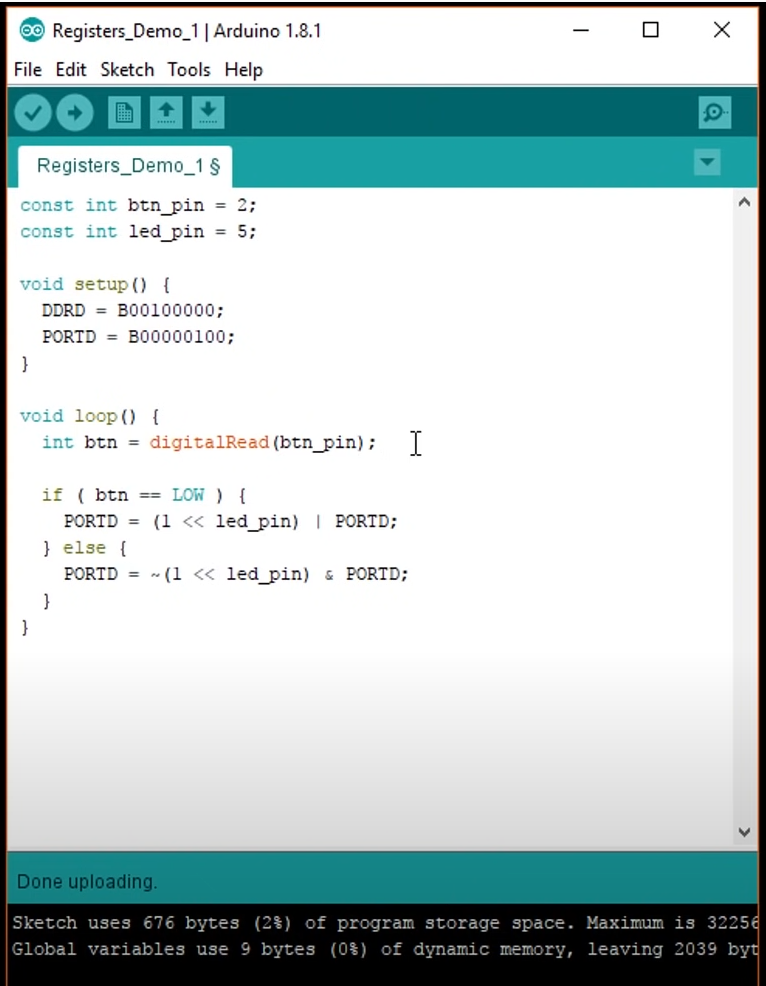 Registers_Demo_1 | Arduino 1.8.1
File Edit Sketch Tools Help
Registers_Demo_1 §
const int btn_pin = 2;
const int led_pin = 5;
void setup() {
DDRD = B00100000;
PORTD = B00000100;
}
void loop() {
int btn = digitalRead(btn_pin);
if ( btn == LOW ) {
PORTD = (1 << led_pin) | PORTD;
} else {
PORTD = ~(1 << led_pin) & PORTD;
}
}
Done uploading.
Sketch uses 676 bytes (2%) of program storage space. Maximum is 32256
Global variables use 9 bytes (0%) of dynamic memory, leaving 2039 byt